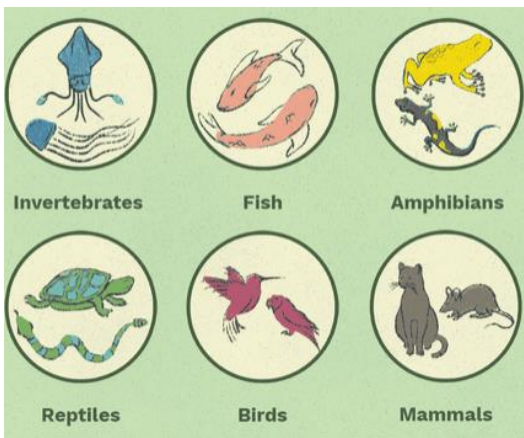 Invertebrates
Fish
Amphibians
Reptiles
Birds
Mammals